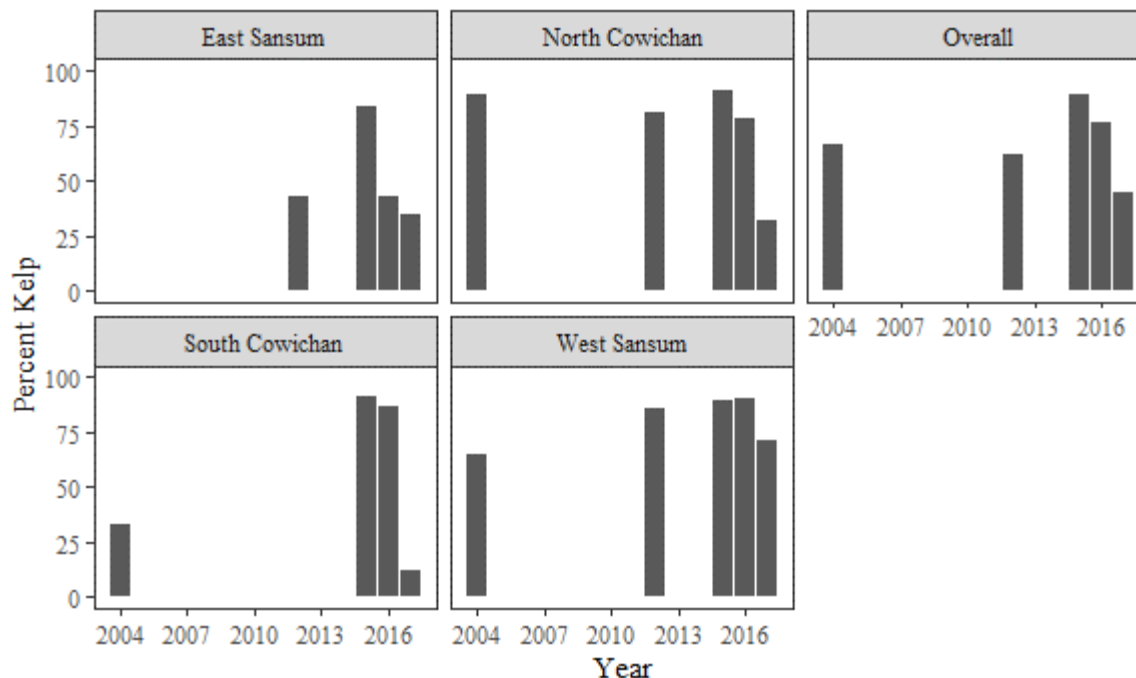 East Sansum
North Cowichan
Overall
100
75
50
25
0
2004 2007 2010 2013 2016
South Cowichan
West Sansum
100
75
50
25
0
2004 2007 2010 2013 2016
2004 2007 2010 2013 2016
Percent Kelp
Year